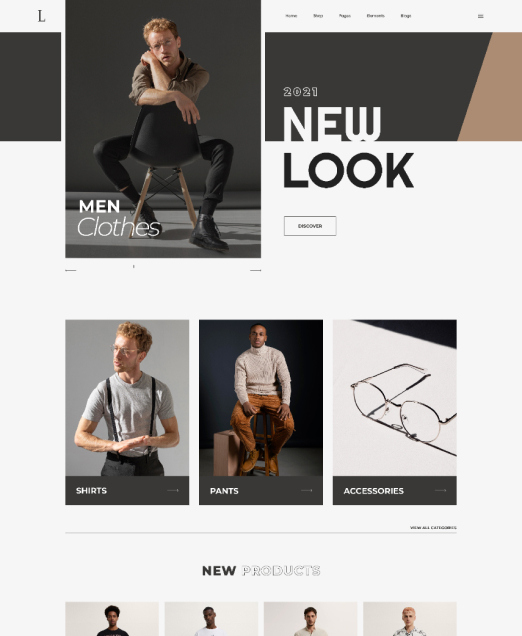 L
Home Shop Pages Elements Blogs
2021
NEW
LOOK
DISCOVER
MEN
Clothes
SHIRTS
PANTS
ACCESSORIES
VIEW ALL CATEGORIES
NEW PRODUCTS